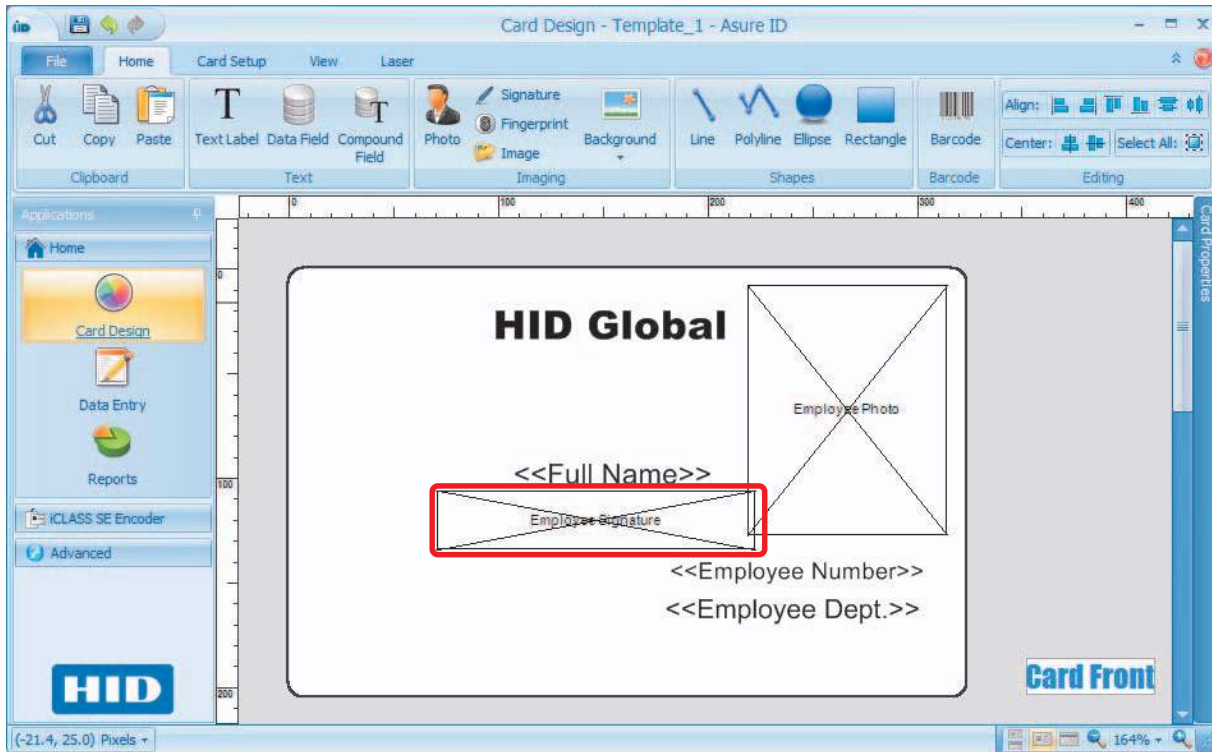 iiD
Card Design - Template_1 - Asure ID
File Home Card Setup View Laser
Cut Copy Paste
Clipboard
Text Label Data Field Compound Field
Text
Photo Signature Fingerprint Image Background
Imaging
Line Polyline Ellipse Rectangle
Shapes
Barcode
Barcode
Align:
Center: Select All:
Editing
Applications
Home
Card Design
Data Entry
Reports
iCLASS SE Encoder
Advanced
HID
0 100 200 300 400
0
100
200
Card Properties
HID Global
Employee Photo
<<Full Name>>
Employee Signature
<<Employee Number>>
<<Employee Dept.>>
Card Front
(-21.4, 25.0) Pixels
164%